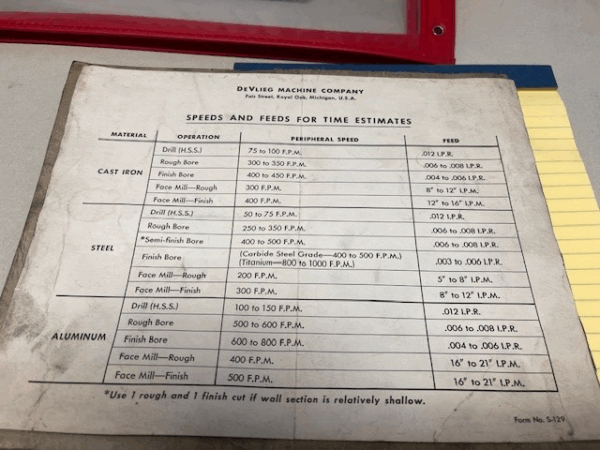 DeVlieg Machine Company
Fair Street, Royal Oak, Michigan, U.S.A.
SPEEDS AND FEEDS FOR TIME ESTIMATES
MATERIAL OPERATION PERIPHERAL SPEED FEED
CAST IRON
Drill (H.S.S.) 75 to 100 F.P.M. .012 I.P.R.
Rough Bore 300 to 350 F.P.M. .006 to .008 I.P.R.
Finish Bore 400 to 450 F.P.M. .004 to .006 I.P.R.
Face Mill—Rough 300 F.P.M. 8" to 12" I.P.M.
Face Mill—Finish 400 F.P.M. 12" to 16" I.P.M.
STEEL
Drill (H.S.S.) 50 to 75 F.P.M. .012 I.P.R.
Rough Bore 250 to 350 F.P.M. .006 to .008 I.P.R.
*Semi-finish Bore 400 to 500 F.P.M. .006 to .008 I.P.R.
Finish Bore (Carbide Steel Grade—400 to 500 F.P.M.) .003 to .006 I.P.R.
(Titanium—800 to 1000 F.P.M.)
Face Mill—Rough 200 F.P.M. 5" to 8" I.P.M.
Face Mill—Finish 300 F.P.M. 8" to 12" I.P.M.
ALUMINUM
Drill (H.S.S.) 100 to 150 F.P.M. .012 I.P.R.
Rough Bore 500 to 600 F.P.M. .006 to .008 I.P.R.
Finish Bore 600 to 800 F.P.M. .004 to .006 I.P.R.
Face Mill—Rough 400 F.P.M. 16" to 21" I.P.M.
Face Mill—Finish 500 F.P.M. 16" to 21" I.P.M.
*Use 1 rough and 1 finish cut if wall section is relatively shallow.
Form No. S-129